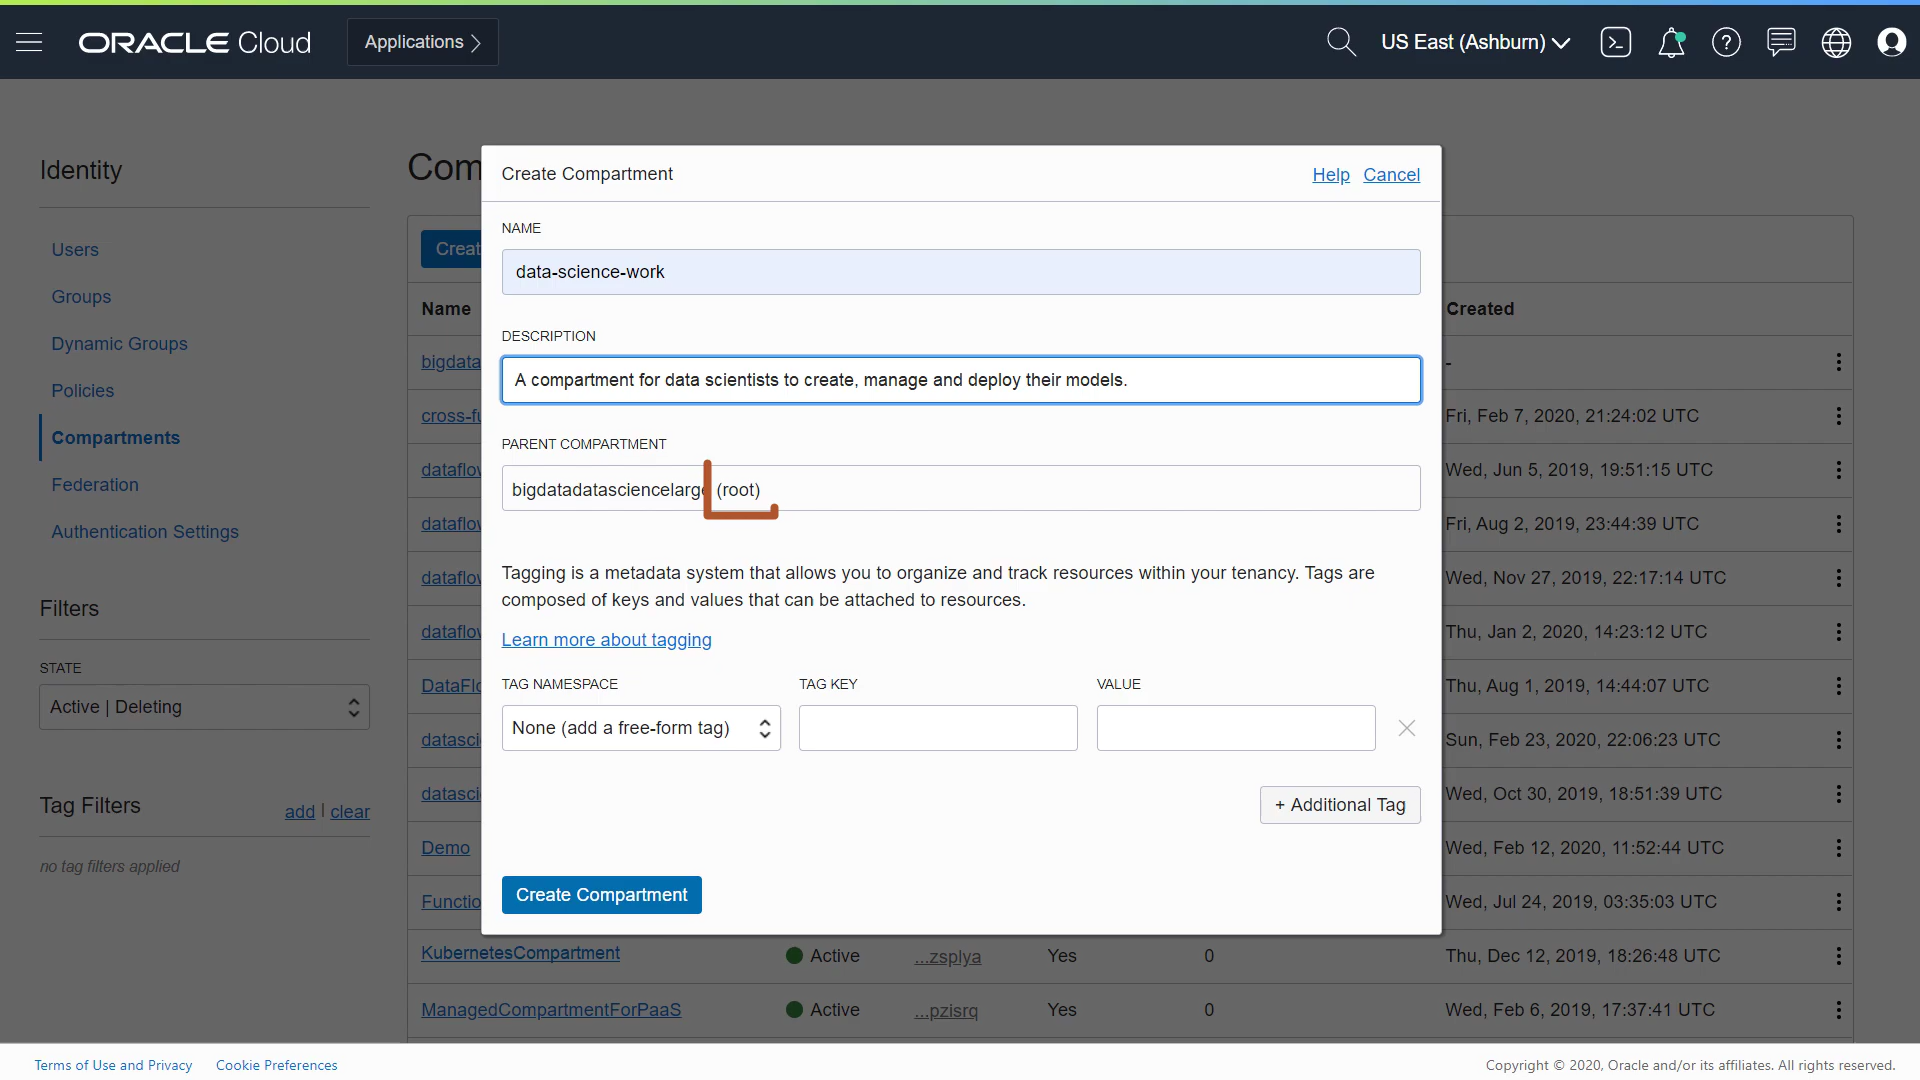 ORACLE Cloud
Applications
US East (Ashburn)
Identity
Users
Groups
Dynamic Groups
Policies
Compartments
Federation
Authentication Settings
Filters
STATE
Active | Deleting
Tag Filters
add | clear
no tag filters applied
Com
Creat
Name
Created
bigdata
-
cross-fu
Fri, Feb 7, 2020, 21:24:02 UTC
dataflow
Wed, Jun 5, 2019, 19:51:15 UTC
dataflow
Fri, Aug 2, 2019, 23:44:39 UTC
dataflow
Wed, Nov 27, 2019, 22:17:14 UTC
dataflow
Thu, Jan 2, 2020, 14:23:12 UTC
DataFlo
Thu, Aug 1, 2019, 14:44:07 UTC
datasci
Sun, Feb 23, 2020, 22:06:23 UTC
datasci
Wed, Oct 30, 2019, 18:51:39 UTC
Demo
Wed, Feb 12, 2020, 11:52:44 UTC
Functio
Wed, Jul 24, 2019, 03:35:03 UTC
KubernetesCompartment Active ...zsplya Yes 0 Thu, Dec 12, 2019, 18:26:48 UTC
ManagedCompartmentForPaaS Active ...pzisrq Yes 0 Wed, Feb 6, 2019, 17:37:41 UTC
Create Compartment
Help Cancel
NAME
data-science-work
DESCRIPTION
A compartment for data scientists to create, manage and deploy their models.
PARENT COMPARTMENT
bigdatadatasciencelarge (root)
Tagging is a metadata system that allows you to organize and track resources within your tenancy. Tags are
composed of keys and values that can be attached to resources.
Learn more about tagging
TAG NAMESPACE TAG KEY VALUE
None (add a free-form tag)
+ Additional Tag
Create Compartment
Terms of Use and Privacy Cookie Preferences
Copyright © 2020, Oracle and/or its affiliates. All rights reserved.